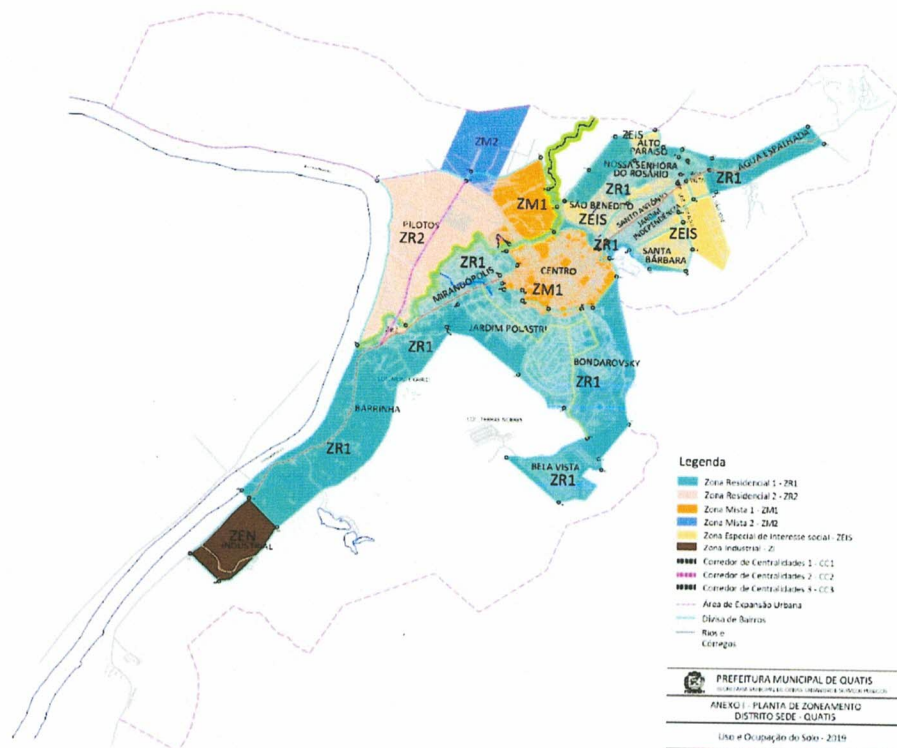 ZM2
ZEIS
ALTO
PARAISO
ÁGUA ESPALHADA
NOSSA SENHORA
DO ROSÁRIO
ZR1
ZR1
ZM1
SÃO BENEDITO
ZEIS
SANTO ANTÔNIO
JARDIM
INDEPENDÊNCIA
PILOTOS
ZR2
ZEIS
ZR1
SANTA
BÁRBARA
ZR1
MIRANDÓPOLIS
CENTRO
ZM1
JARDIM POLASTRI
ZR1
BONDAROVSKY
ZR1
BARRINHA
ZR1
BELA VISTA
ZR1
ZEN
INDUSTRIAL
Legenda
Zona Residencial 1 - ZR1
Zona Residencial 2 - ZR2
Zona Mista 1 - ZM1
Zona Mista 2 - ZM2
Zona Especial de Interesse social - ZEIS
Zona Industrial - ZI
Corredor de Centralidades 1 - CC1
Corredor de Centralidades 2 - CC2
Corredor de Centralidades 3 - CC3
Área de Expansão Urbana
Divisa de Bairros
Rios e
Córregos
PREFEITURA MUNICIPAL DE QUATIS
ANEXO I - PLANTA DE ZONEAMENTO
DISTRITO SEDE - QUATIS
Uso e Ocupação do Solo - 2019